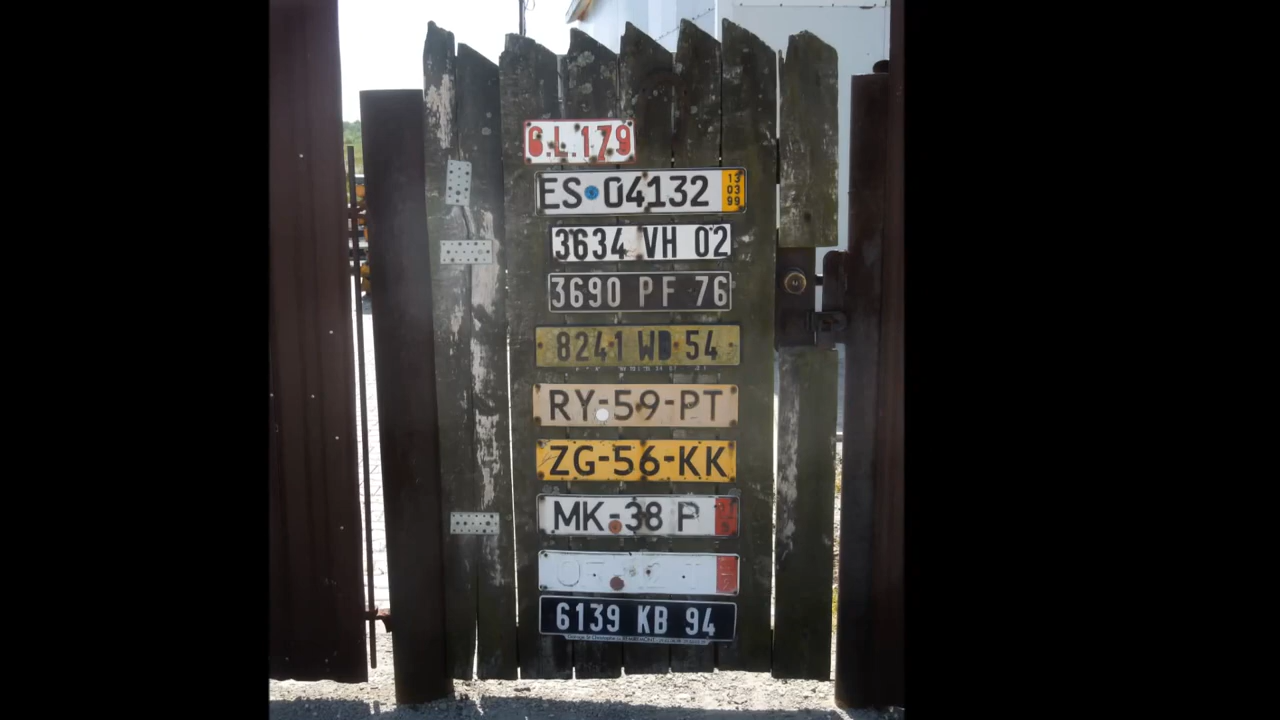 G.L.179
ES 04132 13 03 99
3634 VH 02
3690 PF 76
8241 WD 54
RY-59-PT
ZG-56-KK
MK-38 P
6139 KB 94